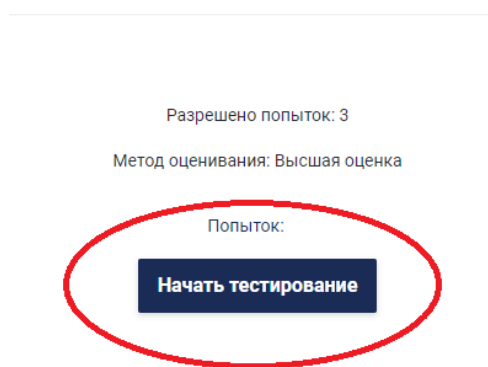 Разрешено попыток: 3
Метод оценивания: Высшая оценка
Попыток:
Начать тестирование